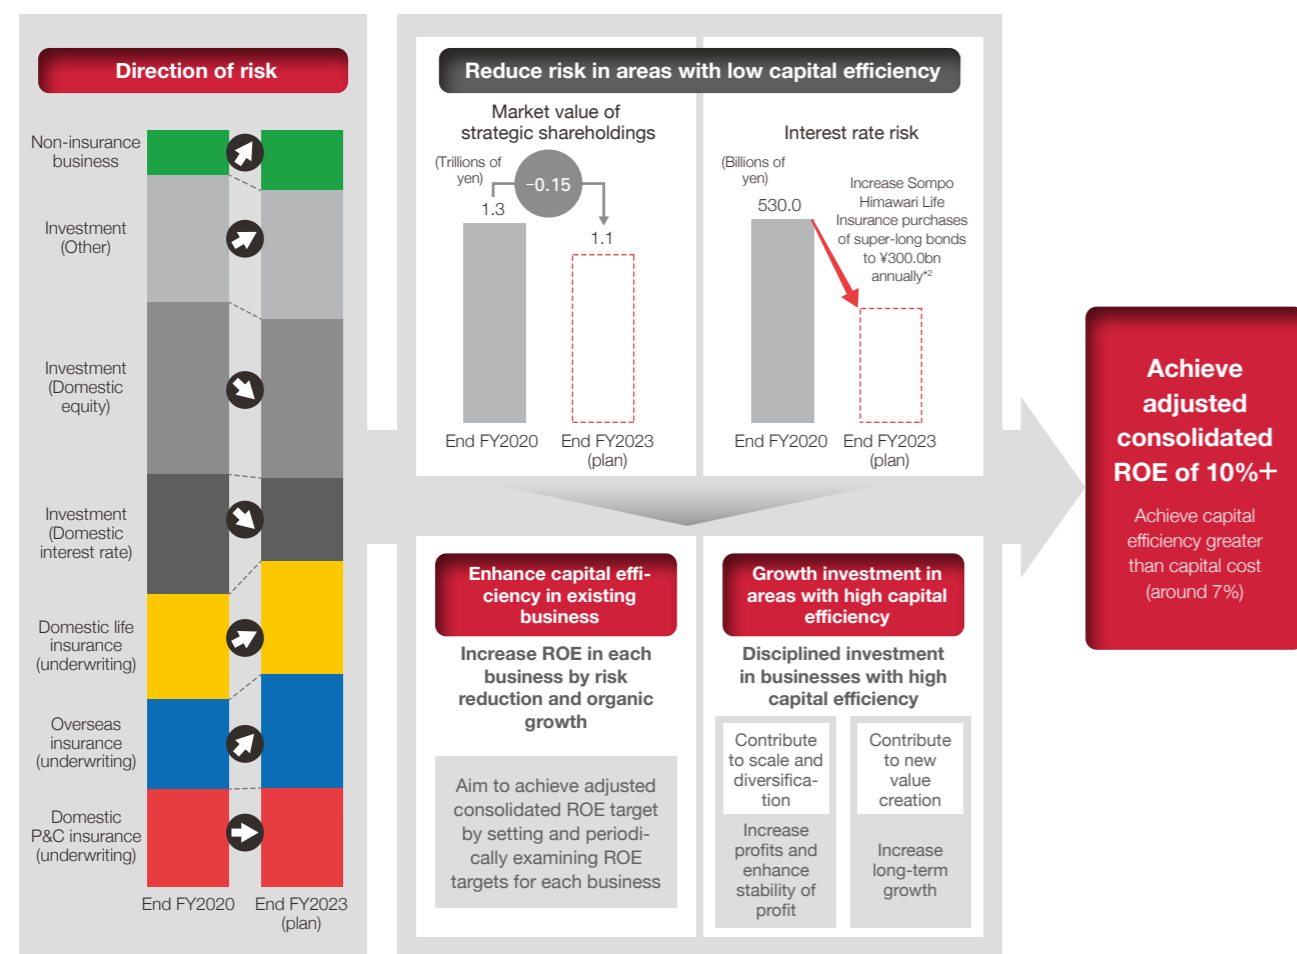 Direction of risk
Non-insurance
business
Investment
(Other)
Investment
(Domestic
equity)
Investment
(Domestic
interest rate)
Domestic life
insurance
(underwriting)
Overseas
insurance
(underwriting)
Domestic
P&C insurance
(underwriting)
End FY2020
End FY2023
(plan)
Reduce risk in areas with low capital efficiency
Market value of
strategic shareholdings
(Trillions of
yen)
−0.15
1.3
1.1
End FY2020
End FY2023
(plan)
Interest rate risk
(Billions of
yen)
530.0
Increase Sompo
Himawari Life
Insurance purchases
of super-long bonds
to ¥300.0bn
annually*2
End FY2020
End FY2023
(plan)
Enhance capital effi-
ciency in existing
business
Increase ROE in each
business by risk
reduction and organic
growth
Aim to achieve adjusted
consolidated ROE target
by setting and periodi-
cally examining ROE
targets for each business
Growth investment in
areas with high capital
efficiency
Disciplined investment
in businesses with high
capital efficiency
Contribute
to scale and
diversifica-
tion
Increase
profits and
enhance
stability of
profit
Contribute
to new
value
creation
Increase
long-term
growth
Achieve
adjusted
consolidated
ROE of 10%+
Achieve capital
efficiency greater
than capital cost
(around 7%)